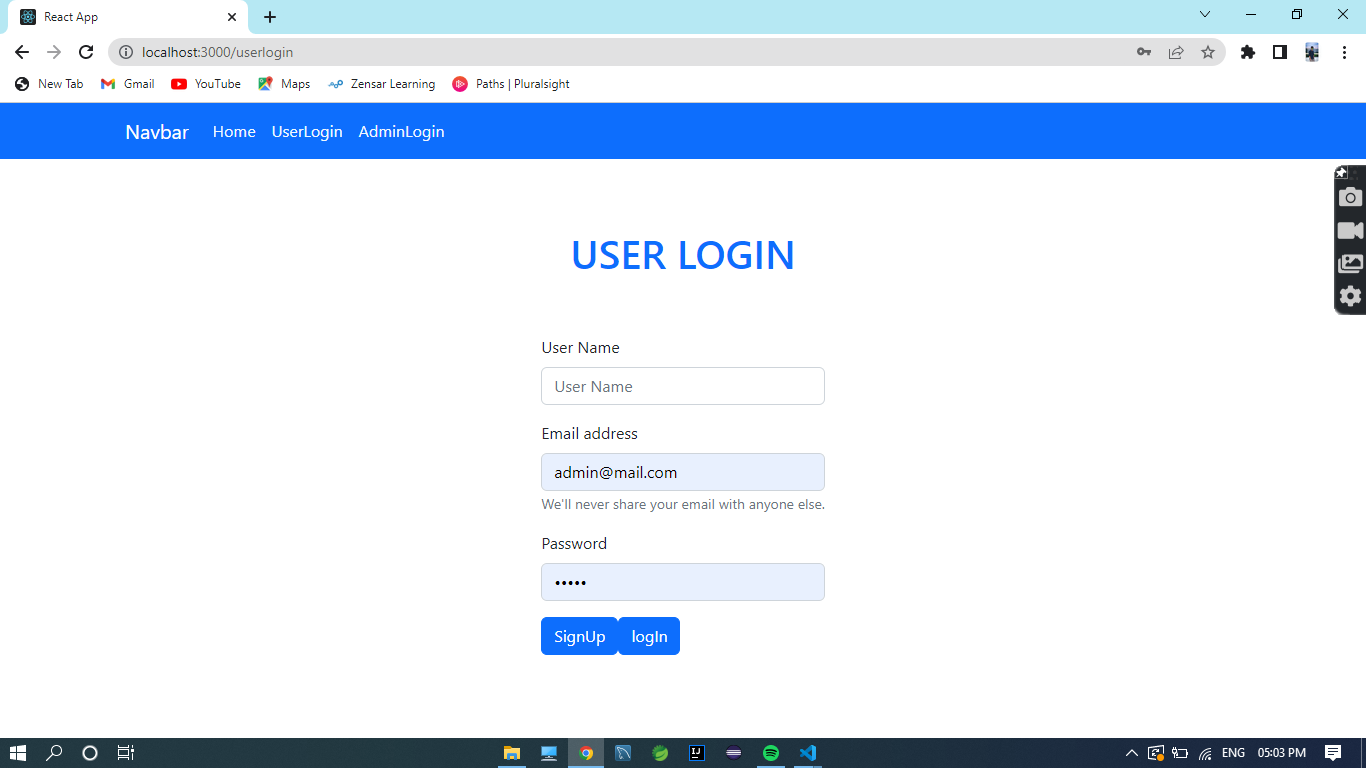 React App
localhost:3000/userlogin
New Tab Gmail YouTube Maps Zensar Learning Paths | Pluralsight
Navbar Home UserLogin AdminLogin
USER LOGIN
User Name
User Name
Email address
admin@mail.com
We'll never share your email with anyone else.
Password
•••••
SignUp logIn
ENG 05:03 PM